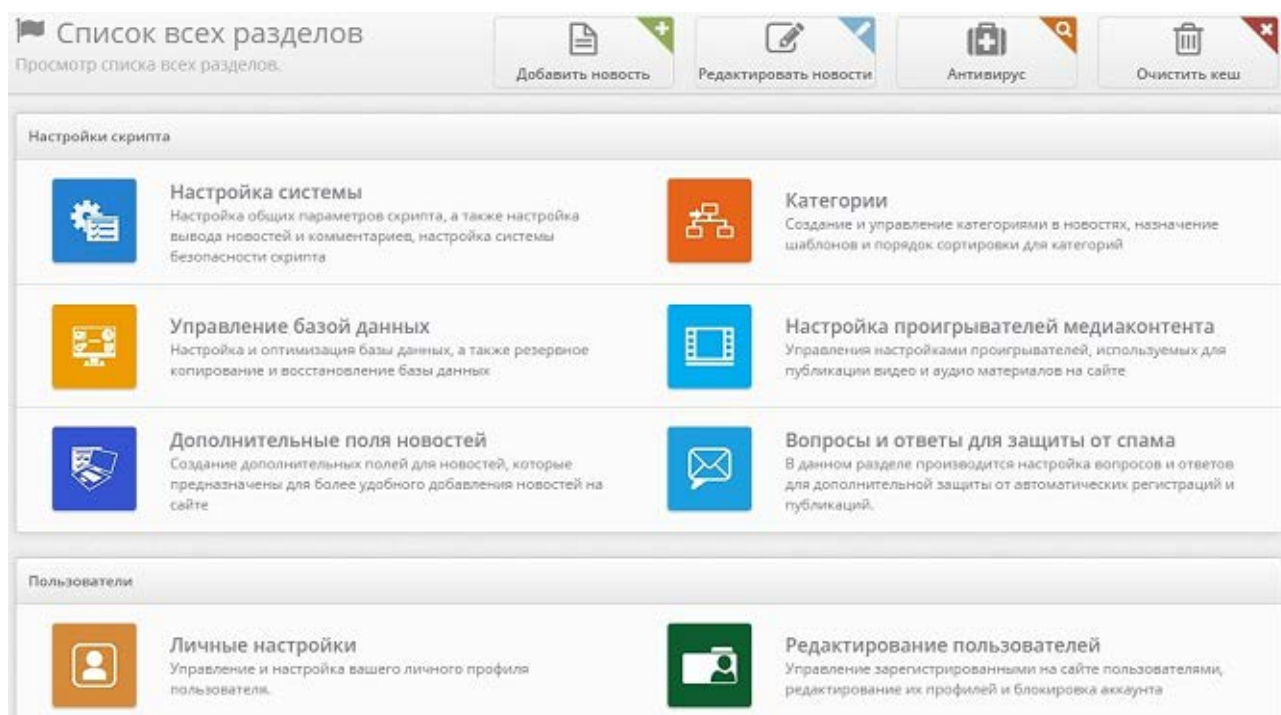 Список всех разделов
Просмотр списка всех разделов.
Добавить новость
Редактировать новости
Антивирус
Очистить кеш
Настройки скрипта
Настройка системы
Настройка общих параметров скрипта, а также настройка
вывода новостей и комментариев, настройка системы
безопасности скрипта
Категории
Создание и управление категориями в новостях, назначение
шаблонов и порядок сортировки для категорий
Управление базой данных
Настройка и оптимизация базы данных, а также резервное
копирование и восстановление базы данных
Настройка проигрывателей медиаконтента
Управления настройками проигрывателей, используемых для
публикации видео и аудио материалов на сайте
Дополнительные поля новостей
Создание дополнительных полей для новостей, которые
предназначены для более удобного добавления новостей на
сайте
Вопросы и ответы для защиты от спама
В данном разделе производится настройка вопросов и ответов
для дополнительной защиты от автоматических регистраций и
публикаций.
Пользователи
Личные настройки
Управление и настройка вашего личного профиля
пользователя.
Редактирование пользователей
Управление зарегистрированными на сайте пользователями,
редактирование их профилей и блокировка аккаунта